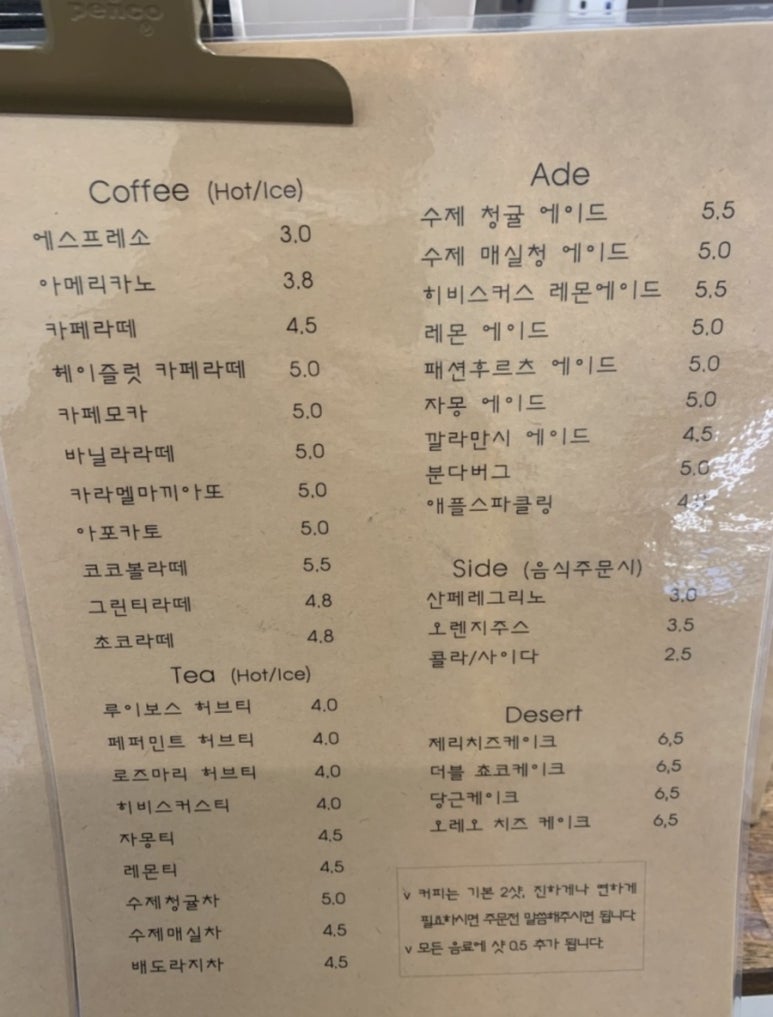 penco
Coffee (Hot/Ice)
에스프레소 3.0
아메리카노 3.8
카페라떼 4.5
헤이즐럿 카페라떼 5.0
카페모카 5.0
바닐라라떼 5.0
카라멜마끼아또 5.0
아포카토 5.0
코코볼라떼 5.5
그린티라떼 4.8
초코라떼 4.8
Tea (Hot/Ice)
루이보스 허브티 4.0
페퍼민트 허브티 4.0
로즈마리 허브티 4.0
히비스커스티 4.0
자몽티 4.5
레몬티 4.5
수제청귤차 5.0
수제매실차 4.5
배도라지차 4.5
Ade
수제 청귤 에이드 5.5
수제 매실청 에이드 5.0
히비스커스 레몬에이드 5.5
레몬 에이드 5.0
패션후르츠 에이드 5.0
자몽 에이드 5.0
깔라만시 에이드 4.5
분다버그 5.0
애플스파클링
Side (음식주문시)
산페레그리노 3.0
오렌지주스 3.5
콜라/사이다 2.5
Desert
제리치즈케이크 6,5
더블 쵸코케이크 6,5
당근케이크 6,5
오레오 치즈 케이크 6,5
v 커피는 기본 2샷, 진하게나 연하게
필요하시면 주문전 말씀해주시면 됩니다
v 모든 음료에 샷 0.5 추가 됩니다